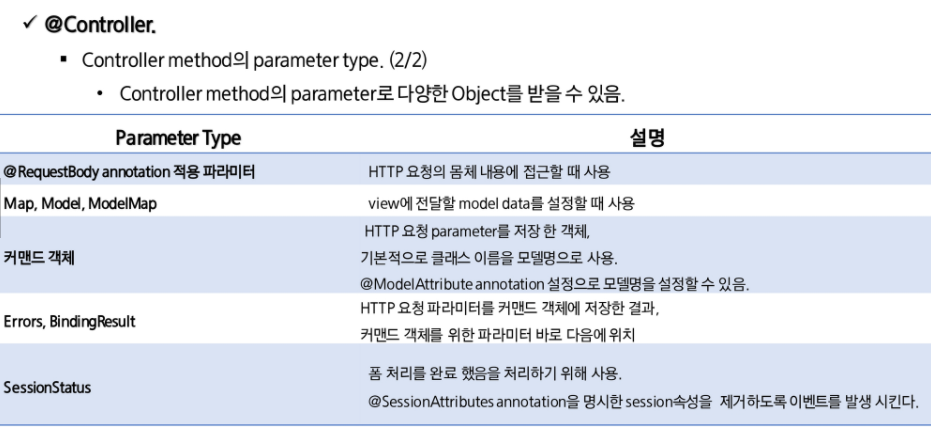 ✓ @Controller.
▪ Controller method의 parameter type. (2/2)
• Controller method의 parameter로 다양한 Object를 받을 수 있음.
Parameter Type 설명
@RequestBody annotation 적용 파라미터 HTTP 요청의 몸체 내용에 접근할 때 사용
Map, Model, ModelMap view에 전달할 model data를 설정할 때 사용
커맨드 객체 HTTP 요청 parameter를 저장 한 객체,
기본적으로 클래스 이름을 모델명으로 사용.
@ModelAttribute annotation 설정으로 모델명을 설정할 수 있음.
Errors, BindingResult HTTP 요청 파라미터를 커맨드 객체에 저장한 결과,
커맨드 객체를 위한 파라미터 바로 다음에 위치
SessionStatus 폼 처리를 완료 했음을 처리하기 위해 사용.
@SessionAttributes annotation을 명시한 session속성을 제거하도록 이벤트를 발생 시킨다.